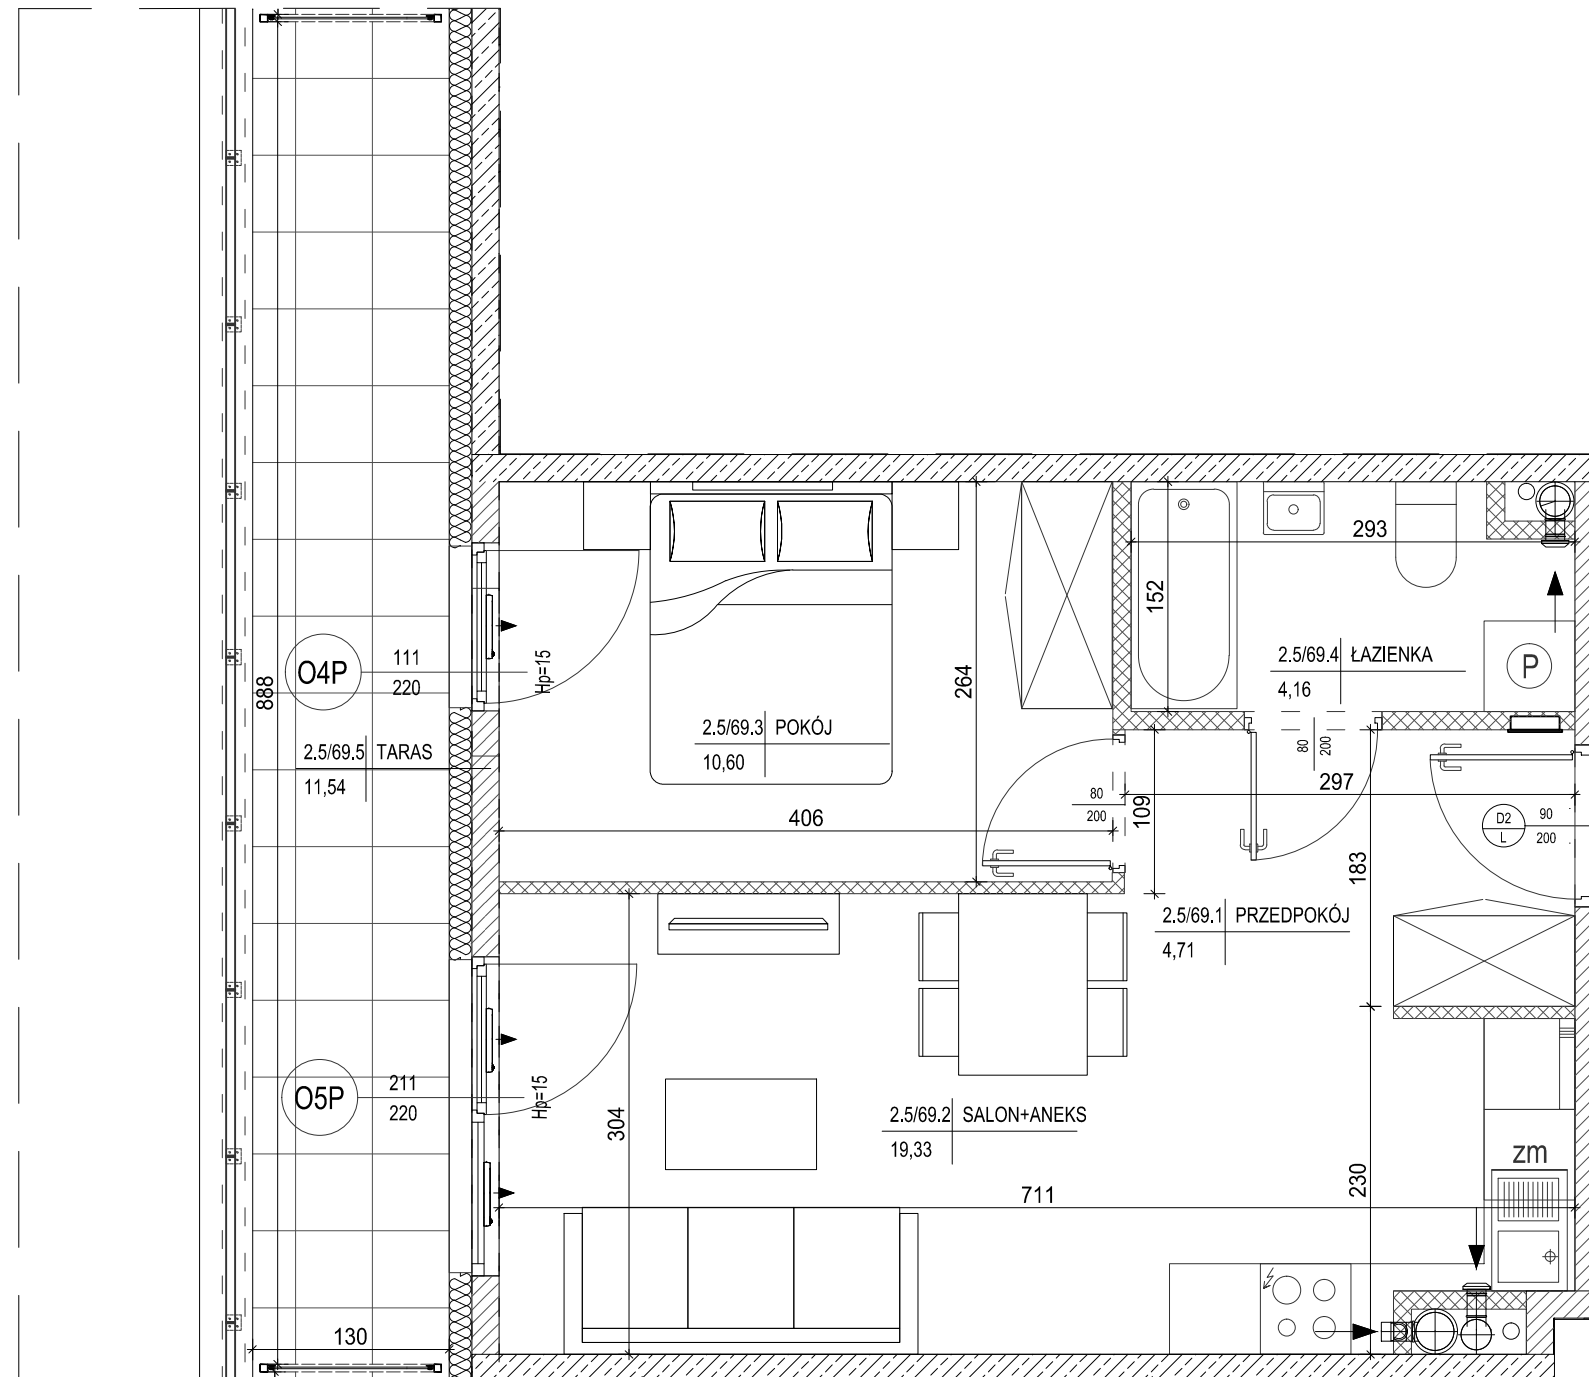 293
152
2.5/69.4 ŁAZIENKA
4,16
P
264
Hp=15
O4P
111
220
888
2.5/69.3 POKÓJ
10,60
2.5/69.5 TARAS
11,54
80
200
297
80
200
109
406
D2
L
90
200
183
2.5/69.1 PRZEDPOKÓJ
4,71
O5P
211
220
Hp=15
304
2.5/69.2 SALON+ANEKS
19,33
zm
230
711
130